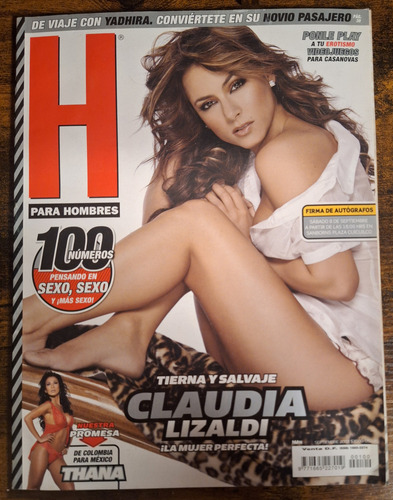 DE VIAJE CON YADHIRA. CONVIÉRTETE EN SU NOVIO PASAJERO
H
PARA HOMBRES
PONLE PLAY
A TU EROTISMO
VIDEOJUEGOS
PARA CASANOVAS
100
NÚMEROS
PENSANDO EN
SEXO, SEXO
Y ¡MÁS SEXO!
FIRMA DE AUTÓGRAFOS
TIERNA Y SALVAJE
CLAUDIA
LIZALDI
¡LA MUJER PERFECTA!
NUESTRA
PROMESA
DE COLOMBIA
PARA MÉXICO
THANA
00100